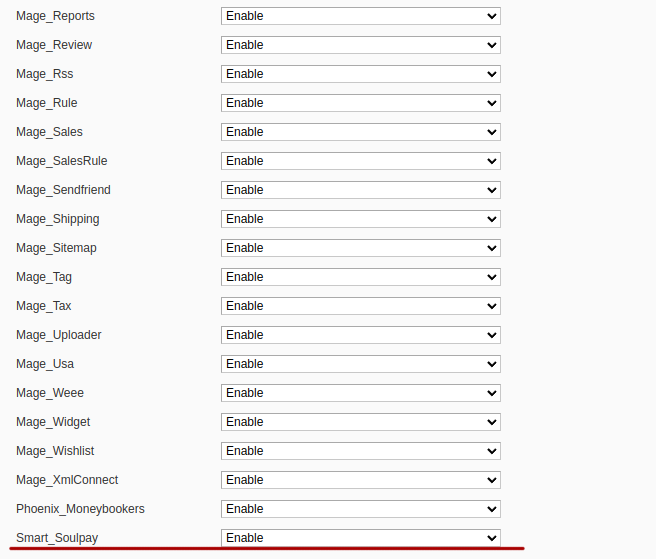 Mage_Reports Enable
Mage_Review Enable
Mage_Rss Enable
Mage_Rule Enable
Mage_Sales Enable
Mage_SalesRule Enable
Mage_Sendfriend Enable
Mage_Shipping Enable
Mage_Sitemap Enable
Mage_Tag Enable
Mage_Tax Enable
Mage_Uploader Enable
Mage_Usa Enable
Mage_Weee Enable
Mage_Widget Enable
Mage_Wishlist Enable
Mage_XmlConnect Enable
Phoenix_Moneybookers Enable
Smart_Soulpay Enable